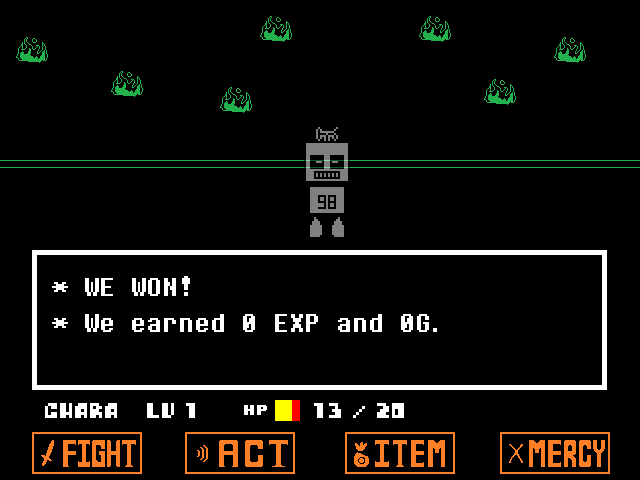 98
* WE WON!
* We earned 0 EXP and 0G.
CHARA LV 1 HP 13 / 20
FIGHT ACT ITEM MERCY